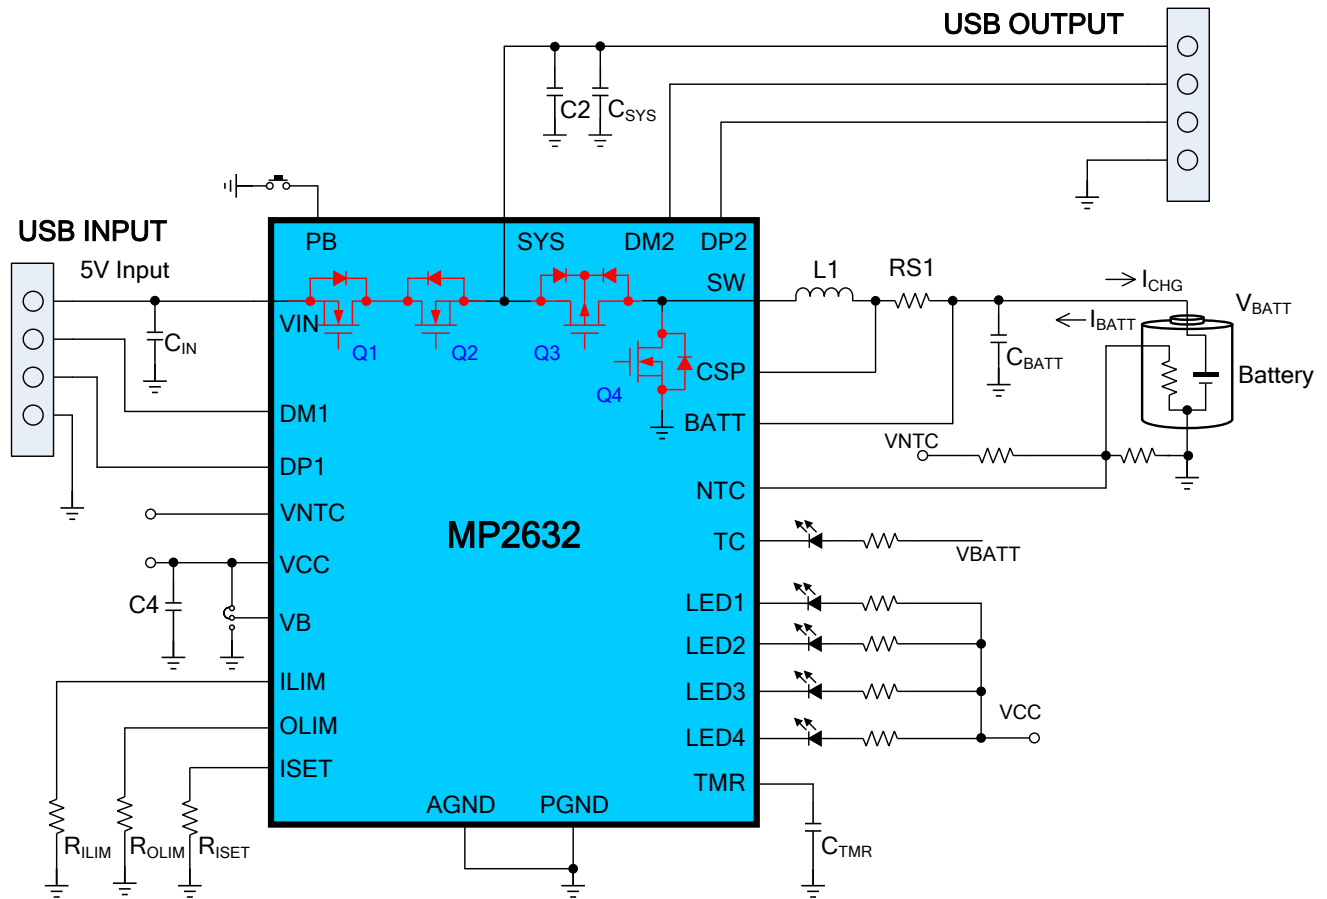 USB OUTPUT
C2
CSYS
USB INPUT
5V Input
PB
SYS
DM2
DP2
SW
L1
RS1
ICHG
IBATT
VBATT
VIN
CIN
Q1
Q2
Q3
Q4
CSP
CBATT
Battery
DM1
BATT
VNTC
DP1
NTC
VNTC
MP2632
TC
VBATT
VCC
C4
VB
LED1
LED2
LED3
LED4
VCC
ILIM
OLIM
ISET
TMR
AGND
PGND
RILIM
ROLIM
RISET
CTMR